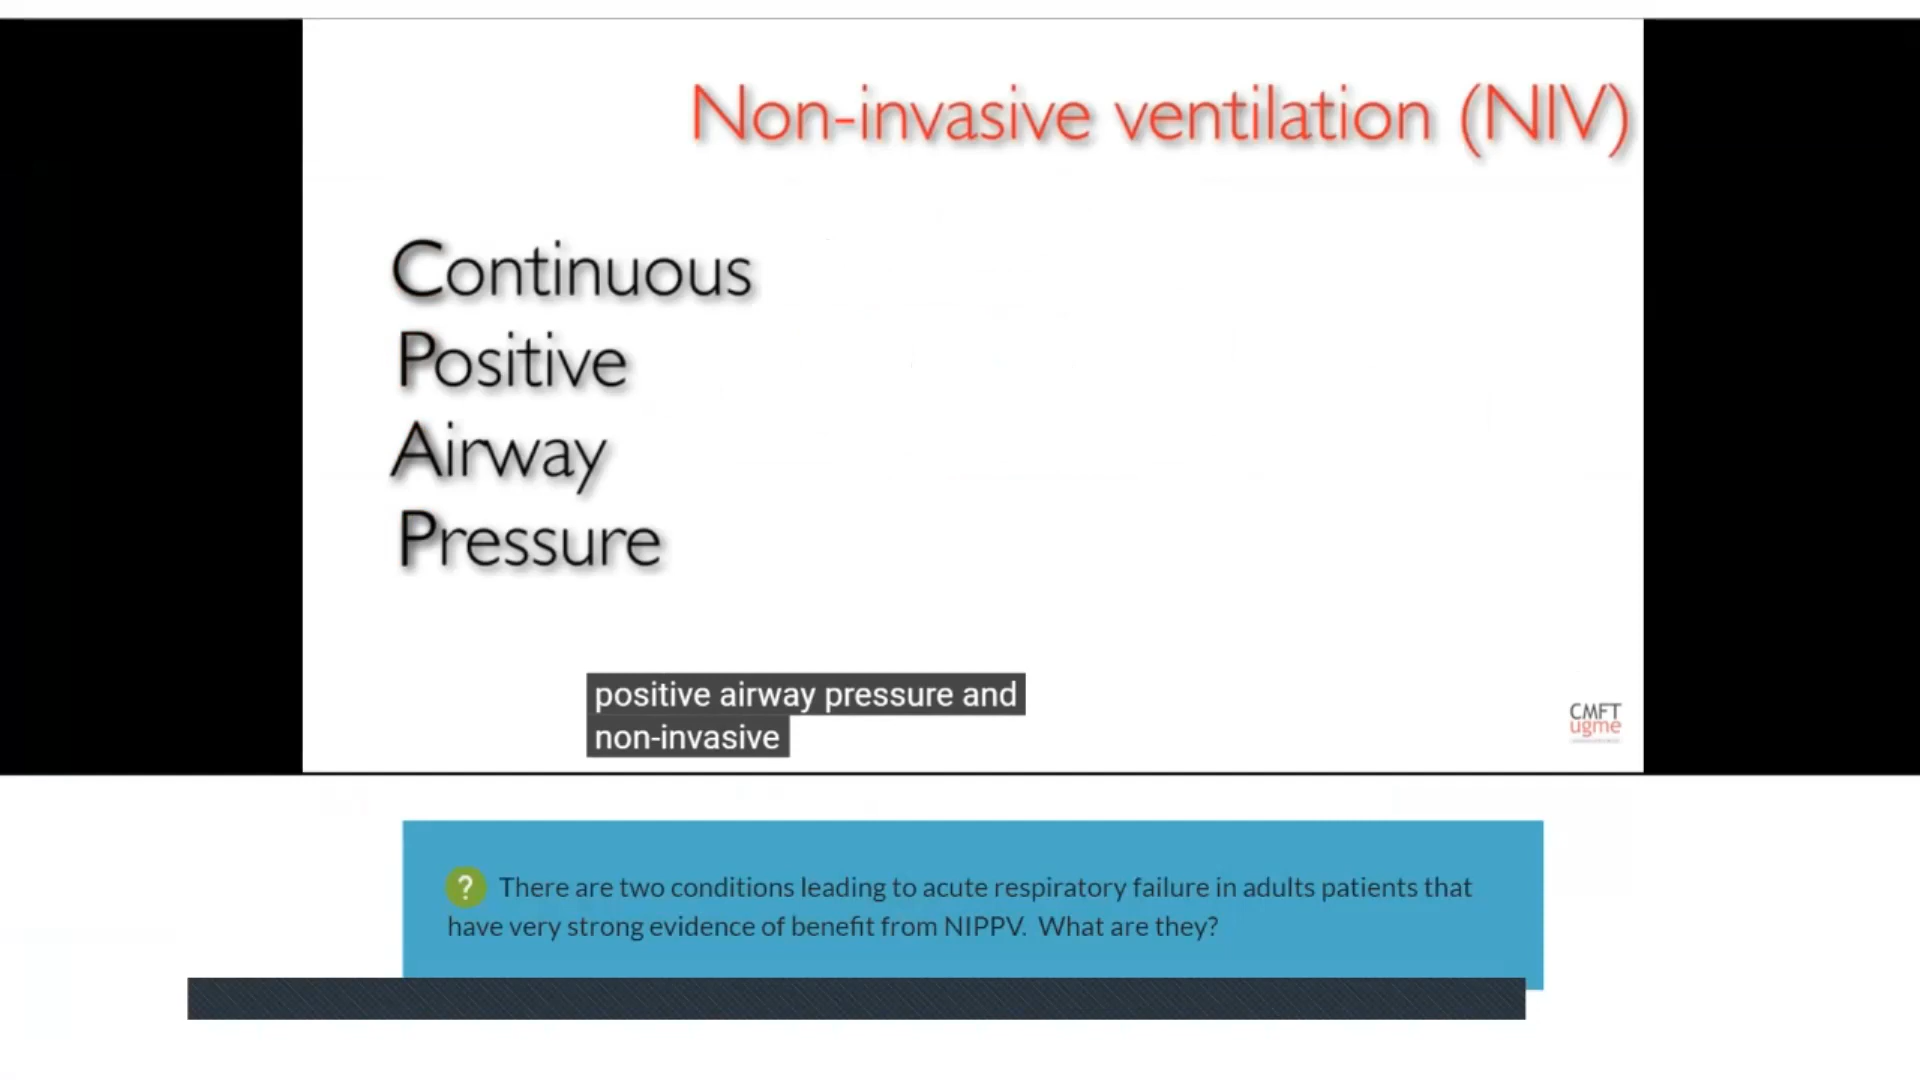 Non-invasive ventilation (NIV)
Continuous
Positive
Airway
Pressure
positive airway pressure and
non-invasive
CMFT
ugme
? There are two conditions leading to acute respiratory failure in adults patients that
have very strong evidence of benefit from NIPPV. What are they?